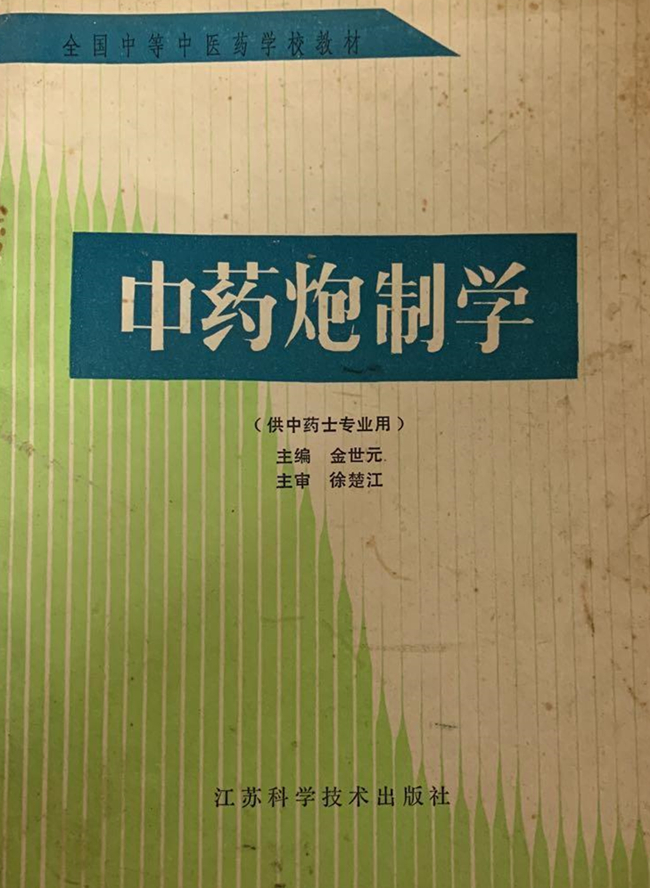 全国中等中医药学校教材
中药炮制学
（供中药士专业用）
主编 金世元
主审 徐楚江
江苏科学技术出版社